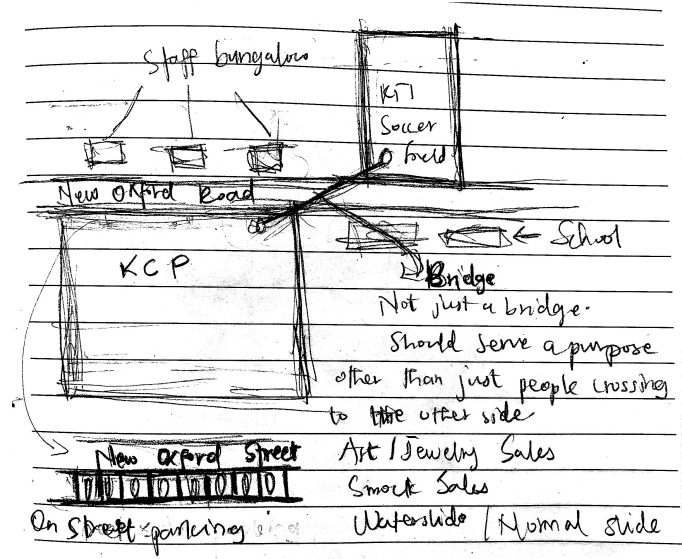 Staff bungalows
KITI
Soccer
field
New Oxford Road
← School
KCP
Bridge
Not just a bridge.
Should serve a purpose
other than just people crossing
to the other side
New Oxford Street
Art / Jewelry Sales
Smock Sales
On street parking
Waterslide / Normal slide